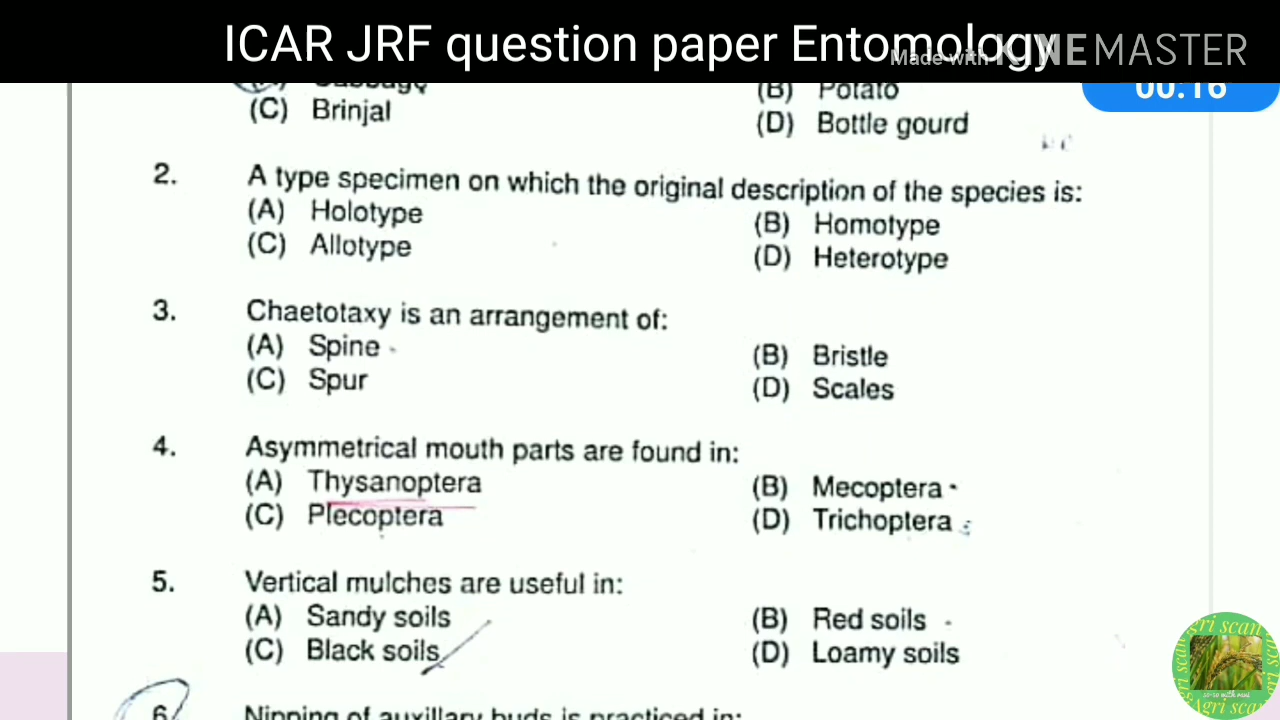 ICAR JRF question paper Entomology
Made with KINEMASTER
00:16
(B) Potato
(C) Brinjal
(D) Bottle gourd
2. A type specimen on which the original description of the species is:
(A) Holotype
(B) Homotype
(C) Allotype
(D) Heterotype
3. Chaetotaxy is an arrangement of:
(A) Spine
(B) Bristle
(C) Spur
(D) Scales
4. Asymmetrical mouth parts are found in:
(A) Thysanoptera
(B) Mecoptera
(C) Plecoptera
(D) Trichoptera
5. Vertical mulches are useful in:
(A) Sandy soils
(B) Red soils
(C) Black soils
(D) Loamy soils
6. Nipping of auxillary buds is practiced in: